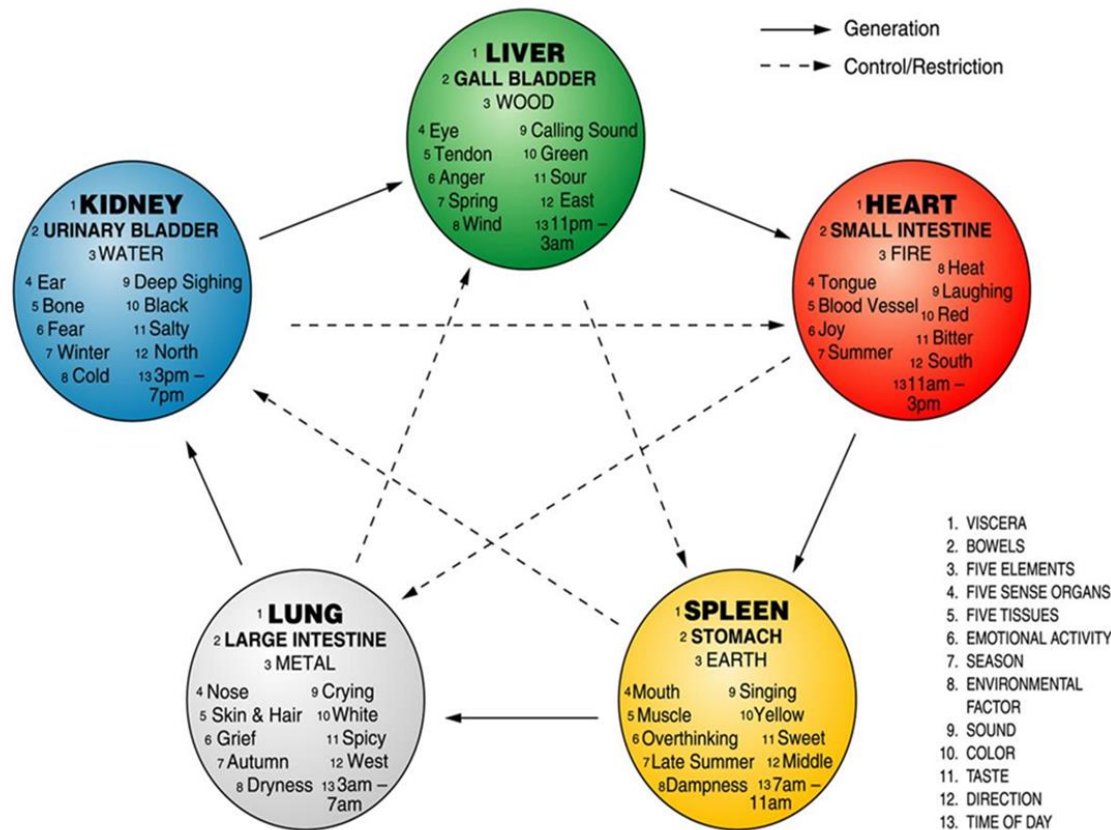 1 LIVER
2 GALL BLADDER
3 WOOD
4 Eye
5 Tendon
6 Anger
7 Spring
8 Wind
9 Calling Sound
10 Green
11 Sour
12 East
13 11pm –
3am
Generation
Control/Restriction
1 KIDNEY
2 URINARY BLADDER
3 WATER
4 Ear
5 Bone
6 Fear
7 Winter
8 Cold
9 Deep Sighing
10 Black
11 Salty
12 North
13 3pm –
7pm
1 HEART
2 SMALL INTESTINE
3 FIRE
4 Tongue
5 Blood Vessel
6 Joy
7 Summer
8 Heat
9 Laughing
10 Red
11 Bitter
12 South
13 11am –
3pm
1 LUNG
2 LARGE INTESTINE
3 METAL
4 Nose
5 Skin & Hair
6 Grief
7 Autumn
8 Dryness
9 Crying
10 White
11 Spicy
12 West
13 3am –
7am
1 SPLEEN
2 STOMACH
3 EARTH
4 Mouth
5 Muscle
6 Overthinking
7 Late Summer
8 Dampness
9 Singing
10 Yellow
11 Sweet
12 Middle
13 7am –
11am
1. VISCERA
2. BOWELS
3. FIVE ELEMENTS
4. FIVE SENSE ORGANS
5. FIVE TISSUES
6. EMOTIONAL ACTIVITY
7. SEASON
8. ENVIRONMENTAL
FACTOR
9. SOUND
10. COLOR
11. TASTE
12. DIRECTION
13. TIME OF DAY